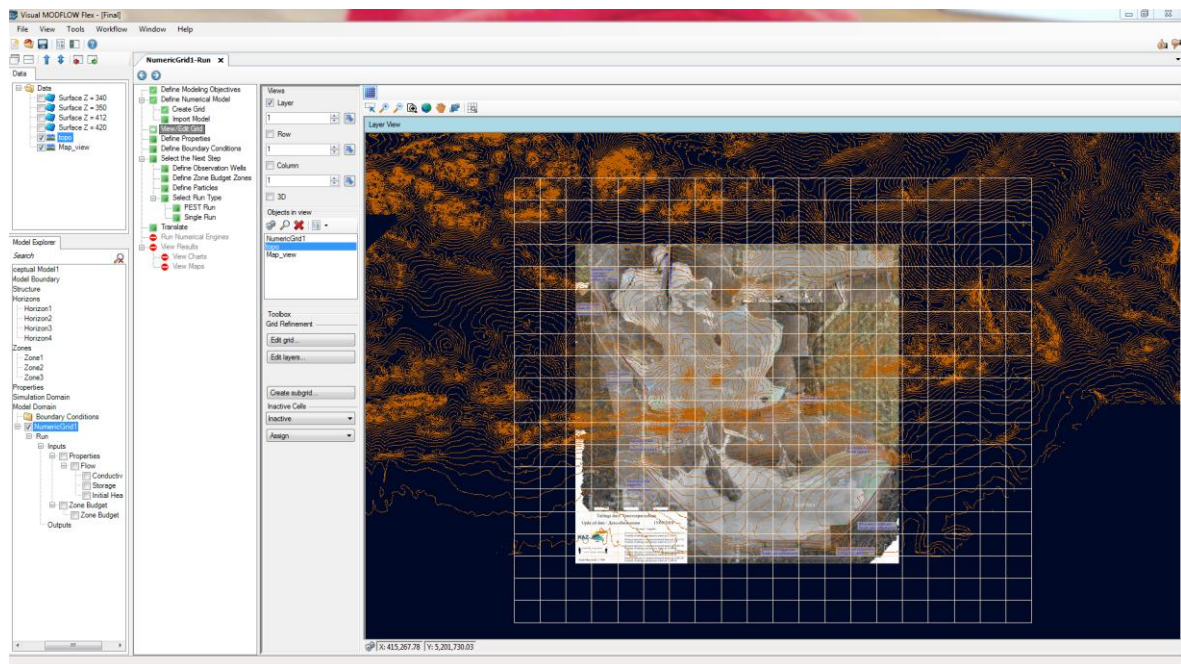 Visual MODFLOW Flex - [Final]
File View Tools Workflow Window Help
NumericGrid1-Run X
Data
Data
Surface Z = 340
Surface Z = 350
Surface Z = 412
Surface Z = 420
topo
Map_view
Model Explorer
Search
ceptual Model1
Model Boundary
Structure
Horizons
Horizon1
Horizon2
Horizon3
Horizon4
Zones
Zone1
Zone2
Zone3
Properties
Simulation Domain
Model Domain
Boundary Conditions
NumericGrid1
Run
Inputs
Properties
Flow
Conductiv
Storage
Initial Hea
Zone Budget
Zone Budget
Outputs
Define Modeling Objectives
Define Numerical Model
Create Grid
Import Model
View/Edit Grid
Define Properties
Define Boundary Conditions
Select the Next Step
Define Observation Wells
Define Zone Budget Zones
Define Particles
Select Run Type
PEST Run
Single Run
Translate
Run Numerical Engines
View Results
View Charts
View Maps
Views
Layer
1
Row
1
Column
1
3D
Objects in view
NumericGrid1
topo
Map_view
Toolbox
Grid Refinement
Edit grid...
Edit layers...
Create subgrid...
Inactive Cells
Inactive
Assign
Layer View
X: 415,267.78 Y: 5,201,730.03